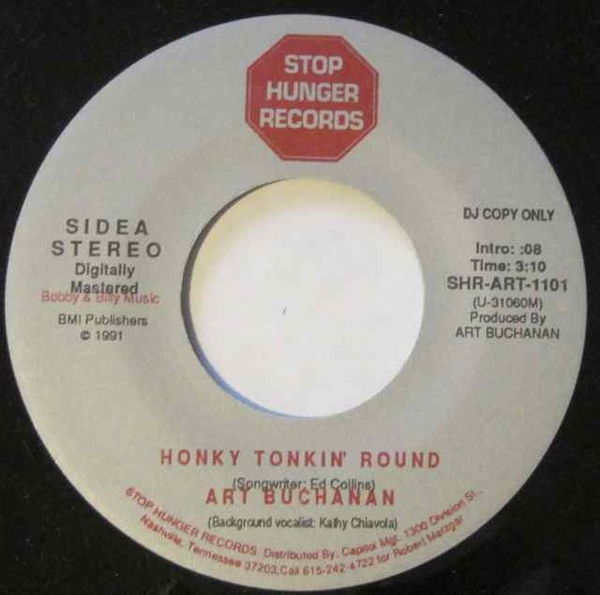 STOP
HUNGER
RECORDS
SIDE A
STEREO
Digitally
Mastered
Bobby & Billy Music
BMI Publishers
© 1991
DJ COPY ONLY
Intro: :08
Time: 3:10
SHR-ART-1101
(U-31060M)
Produced By
ART BUCHANAN
HONKY TONKIN' ROUND
(Songwriter: Ed Collins)
ART BUCHANAN
(Background vocalist: Kathy Chiavola)
STOP HUNGER RECORDS. Distributed By: Capitol Mgt. 1300 Division St.,
Nashville, Tennessee 37203, Call 615-242-4722 for Robert Metzgar